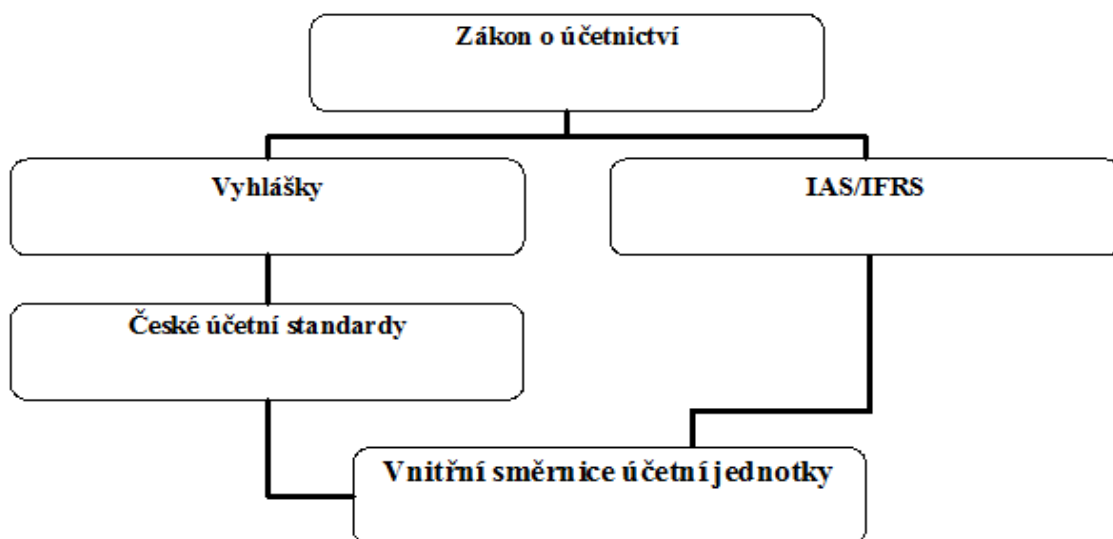 Zákon o účetnictví
Vyhlášky
IAS/IFRS
České účetní standardy
Vnitřní směrnice účetní jednotky